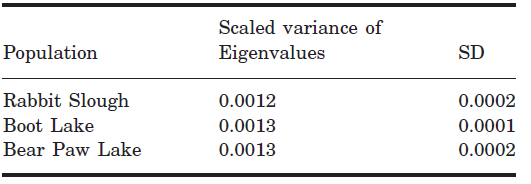 Scaled variance of
Population Eigenvalues SD
Rabbit Slough 0.0012 0.0002
Boot Lake 0.0013 0.0001
Bear Paw Lake 0.0013 0.0002